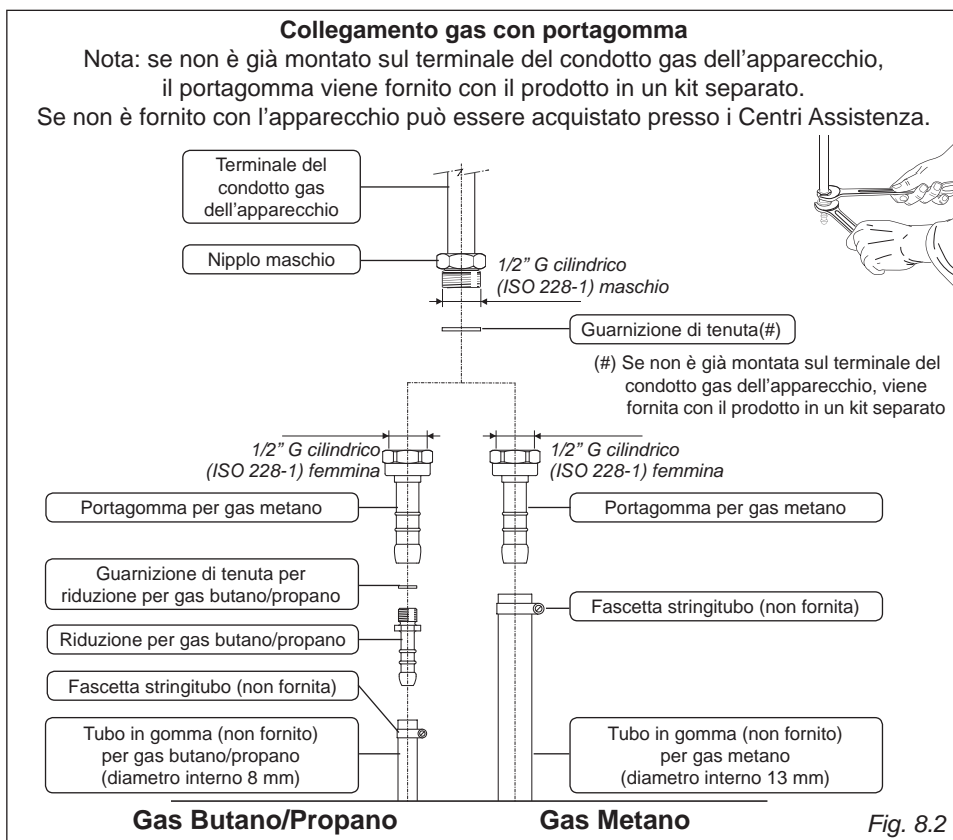 Collegamento gas con portagomma
Nota: se non è già montato sul terminale del condotto gas dell'apparecchio,
il portagomma viene fornito con il prodotto in un kit separato.
Se non è fornito con l'apparecchio può essere acquistato presso i Centri Assistenza.
Terminale del
condotto gas
dell'apparecchio
Nipplo maschio
1/2” G cilindrico
(ISO 228-1) maschio
Guarnizione di tenuta(#)
(#) Se non è già montata sul terminale del
condotto gas dell'apparecchio, viene
fornita con il prodotto in un kit separato
1/2” G cilindrico
(ISO 228-1) femmina
1/2” G cilindrico
(ISO 228-1) femmina
Portagomma per gas metano
Portagomma per gas metano
Guarnizione di tenuta per
riduzione per gas butano/propano
Fascetta stringitubo (non fornita)
Riduzione per gas butano/propano
Fascetta stringitubo (non fornita)
Tubo in gomma (non fornito)
per gas butano/propano
(diametro interno 8 mm)
Tubo in gomma (non fornito)
per gas metano
(diametro interno 13 mm)
Gas Butano/Propano
Gas Metano
Fig. 8.2